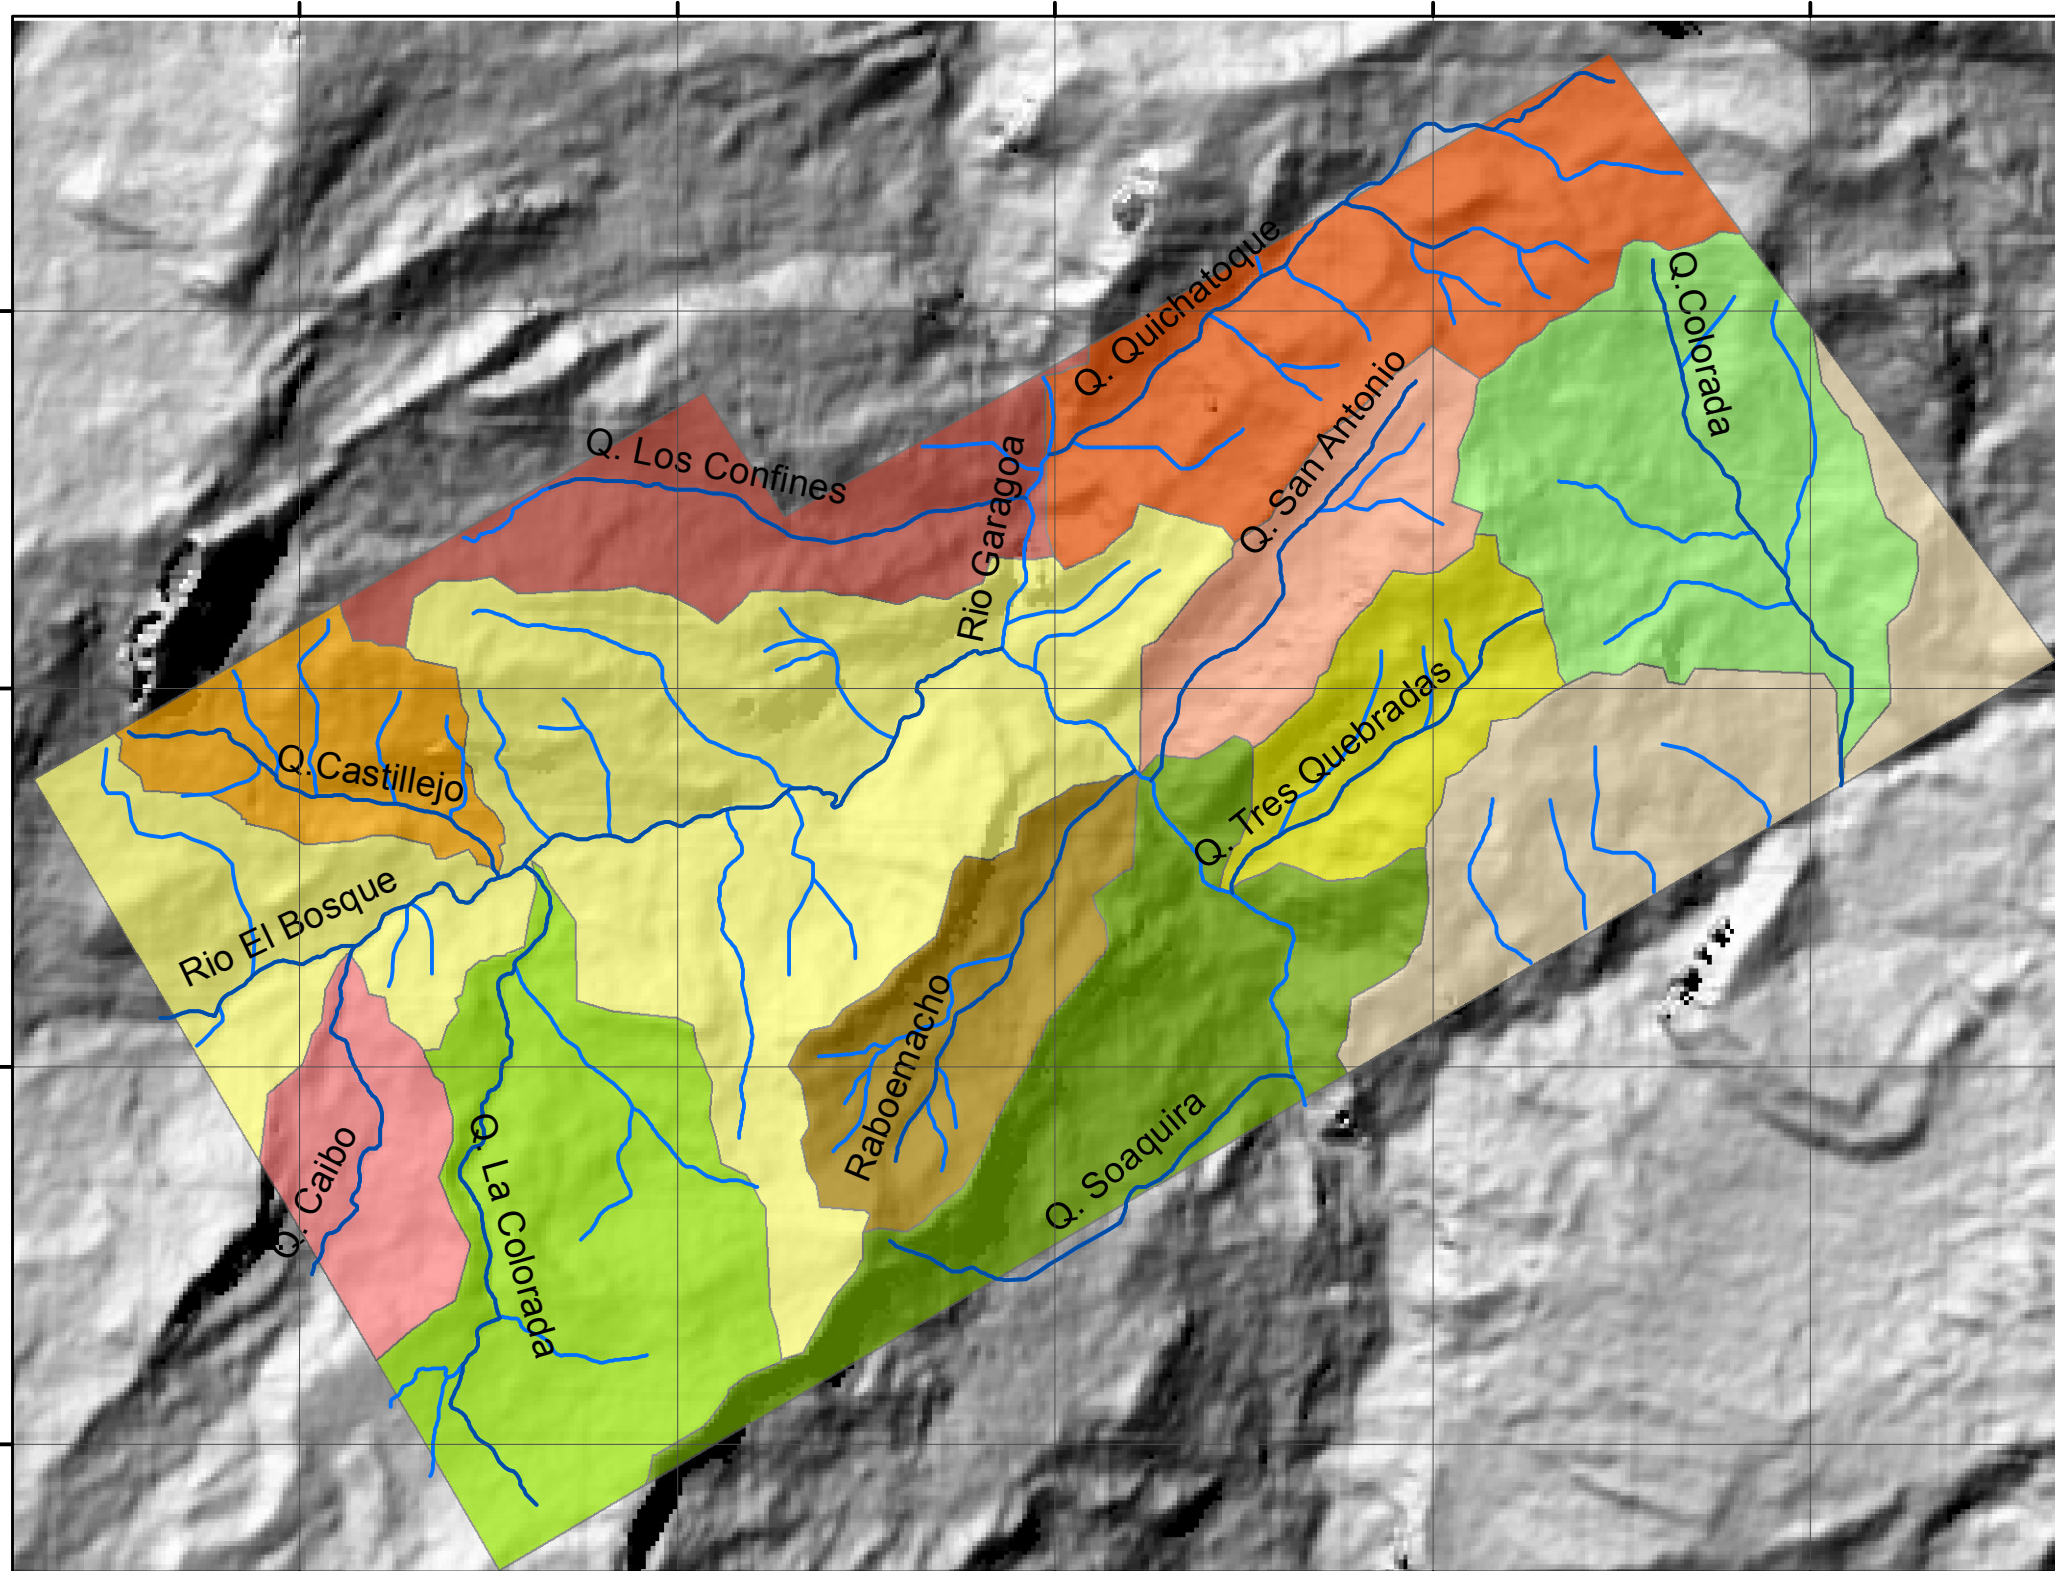 Q. Quichatoque
Q.Colorada
Q. San Antonio
Q. Los Confines
Rio Garagoa
Q. Tres Quebradas
Q.Castillejo
Rio El Bosque
Raboemacho
Q. Soaquira
Q. Caibo
Q. La Colorada